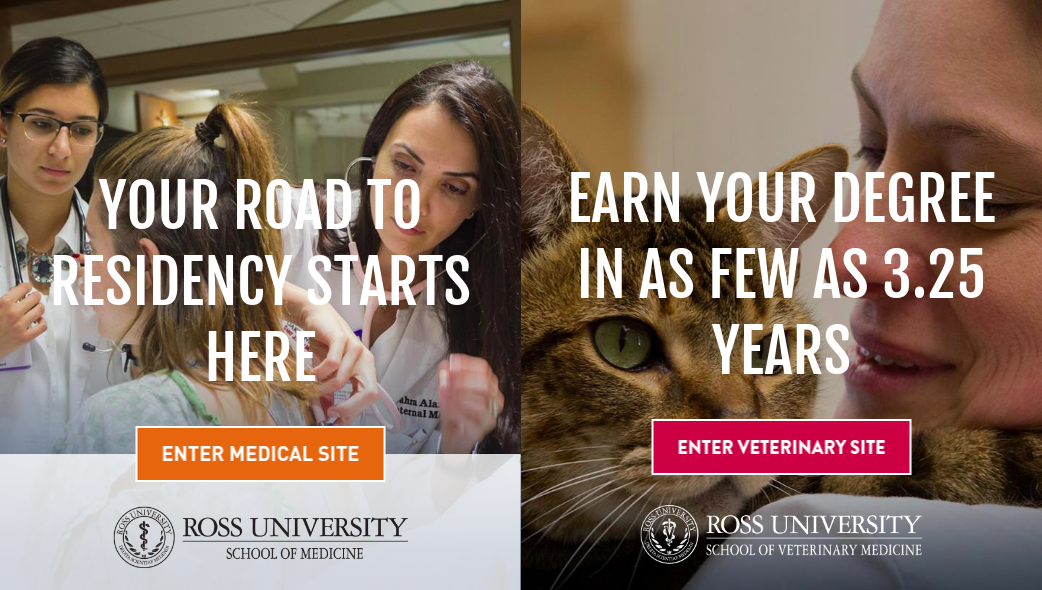 YOUR ROAD TO
RESIDENCY STARTS
HERE
ENTER MEDICAL SITE
ROSS UNIVERSITY
SCHOOL OF MEDICINE
EARN YOUR DEGREE
IN AS FEW AS 3.25
YEARS
ENTER VETERINARY SITE
ROSS UNIVERSITY
SCHOOL OF VETERINARY MEDICINE